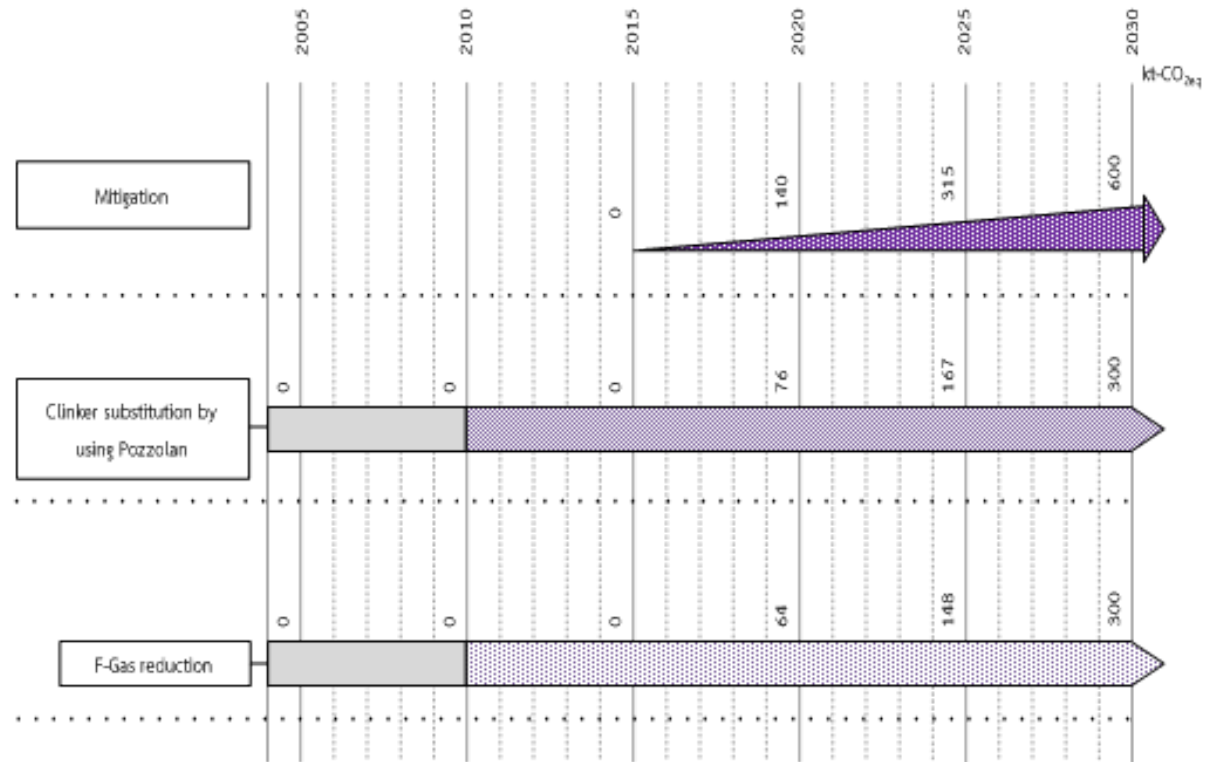 2005 2010 2015 2020 2025 2030
kt-CO2eq
Mitigation
0 140 315 600
Clinker substitution by
using Pozzolan
0 0 0 76 167 300
F-Gas reduction
0 0 0 64 148 300